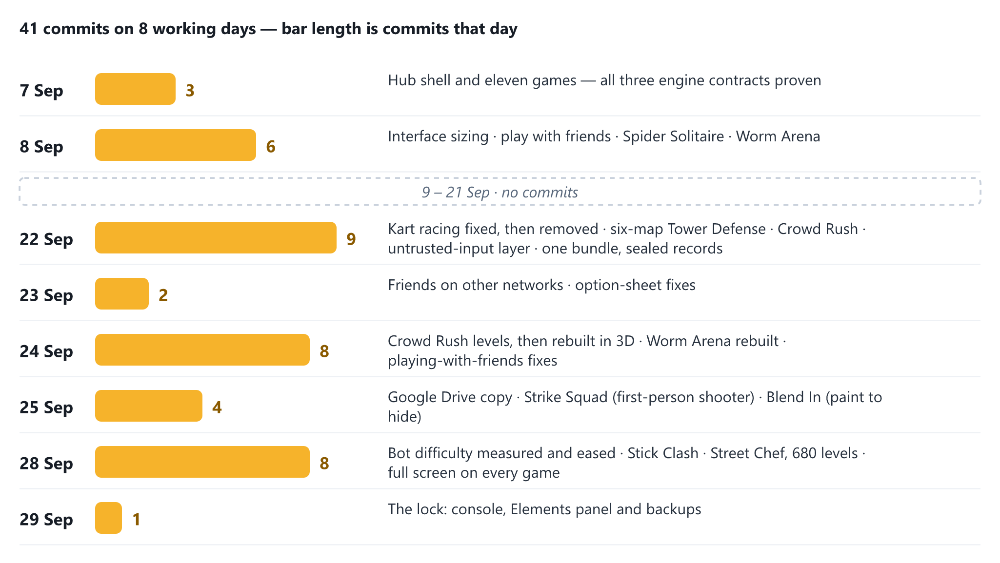 41 commits on 8 working days — bar length is commits that day
7 Sep 3 Hub shell and eleven games — all three engine contracts proven
8 Sep 6 Interface sizing · play with friends · Spider Solitaire · Worm Arena
9 – 21 Sep · no commits
22 Sep 9 Kart racing fixed, then removed · six-map Tower Defense · Crowd Rush ·
untrusted-input layer · one bundle, sealed records
23 Sep 2 Friends on other networks · option-sheet fixes
24 Sep 8 Crowd Rush levels, then rebuilt in 3D · Worm Arena rebuilt ·
playing-with-friends fixes
25 Sep 4 Google Drive copy · Strike Squad (first-person shooter) · Blend In (paint to
hide)
28 Sep 8 Bot difficulty measured and eased · Stick Clash · Street Chef, 680 levels ·
full screen on every game
29 Sep 1 The lock: console, Elements panel and backups